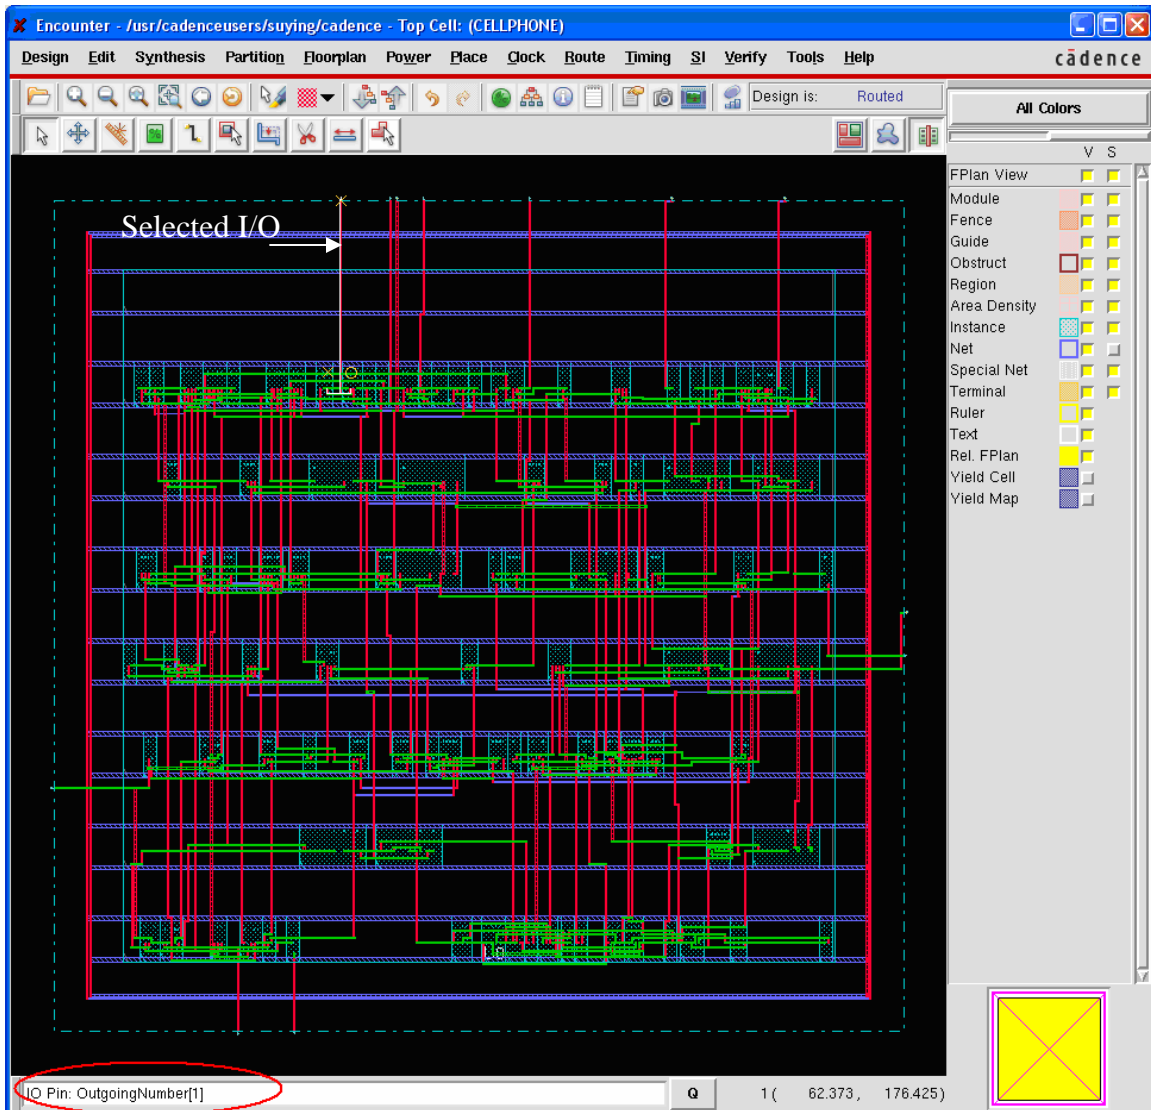 Encounter - /usr/cadenceusers/suying/cadence - Top Cell: (CELLPHONE)
Design Edit Synthesis Partition Floorplan Power Place Clock Route Timing SI Verify Tools Help cādence
Design is: Routed
All Colors
V S
FPlan View
Module
Fence
Guide
Obstruct
Region
Area Density
Instance
Net
Special Net
Terminal
Ruler
Text
Rel. FPlan
Yield Cell
Yield Map
Selected I/O
IO Pin: OutgoingNumber[1]
Q 1 ( 62.373, 176.425)